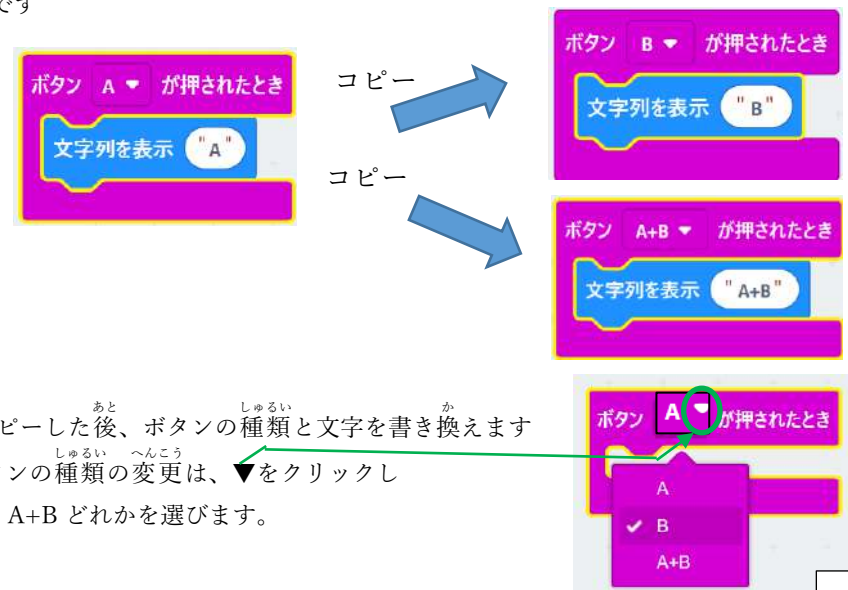 です
ボタン A ▼ が押されたとき
文字列を表示 "A"
コピー
コピー
ボタン B ▼ が押されたとき
文字列を表示 "B"
ボタン A+B ▼ が押されたとき
文字列を表示 "A+B"
ピーした後、ボタンの種類と文字を書き換えます
あと しゅるい か
ンの種類の変更は、▼をクリックし
しゅるい へんこう
A+B どれかを選びます。
ボタン A ▼ が押されたとき
A
✔ B
A+B